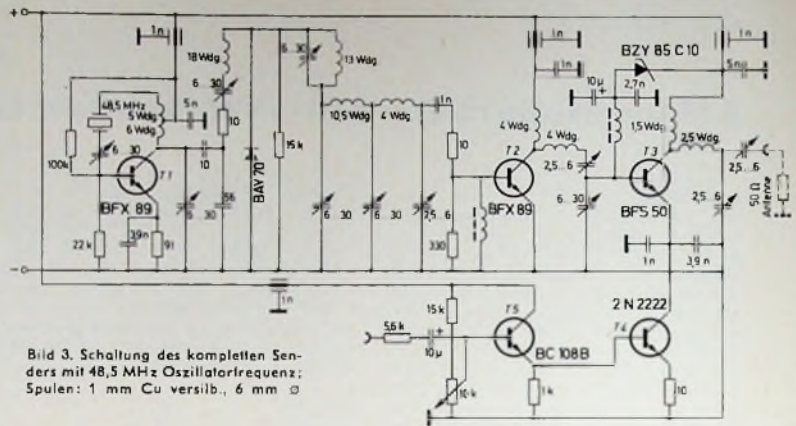 +
1n
1n
1n
BZY 85 C 10
18 Wdg.
6 30
13 Wdg.
1n
5n
10µ
+
2,7n
48,5 MHz
5 Wdg
6 Wdg.
5n
6 30
10
10,5 Wdg
4 Wdg.
1n
4 Wdg.
4 Wdg.
1,5 Wdg.
2,5 Wdg.
100k
6 30
T1
10
BAY 70
15k
10
T2
2,5...6
T3
2,5...6
50 Ω
Antenne
BFX 89
6 30
56
6 30
6 30
2,5...6
BFX 89
6...30
BFS 50
2,5...6
22k
3,9n
91
330
1n
3,9n
-
1n
15k
5,6k
10µ
+
T5
BC 108B
2 N 2222
T4
10k
1k
10
Bild 3. Schaltung des kompletten Sen-
ders mit 48,5 MHz Oszillatorfrequenz;
Spulen: 1 mm Cu versilb., 6 mm ø